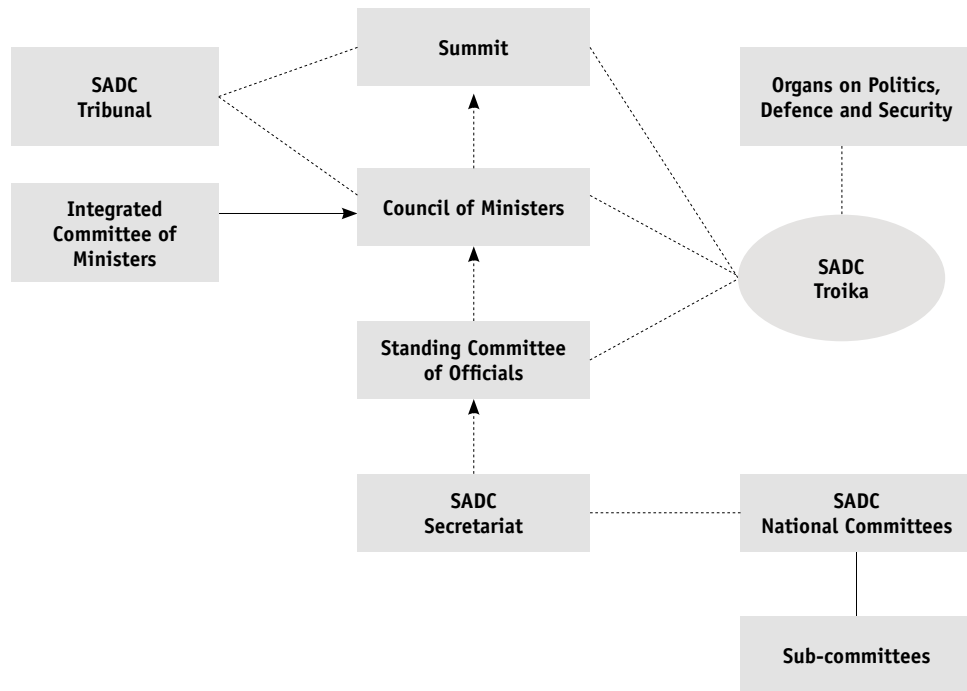 Summit
SADC
Tribunal
Organs on Politics,
Defence and Security
Integrated
Committee of
Ministers
Council of Ministers
SADC
Troika
Standing Committee
of Officials
SADC
Secretariat
SADC
National Committees
Sub-committees